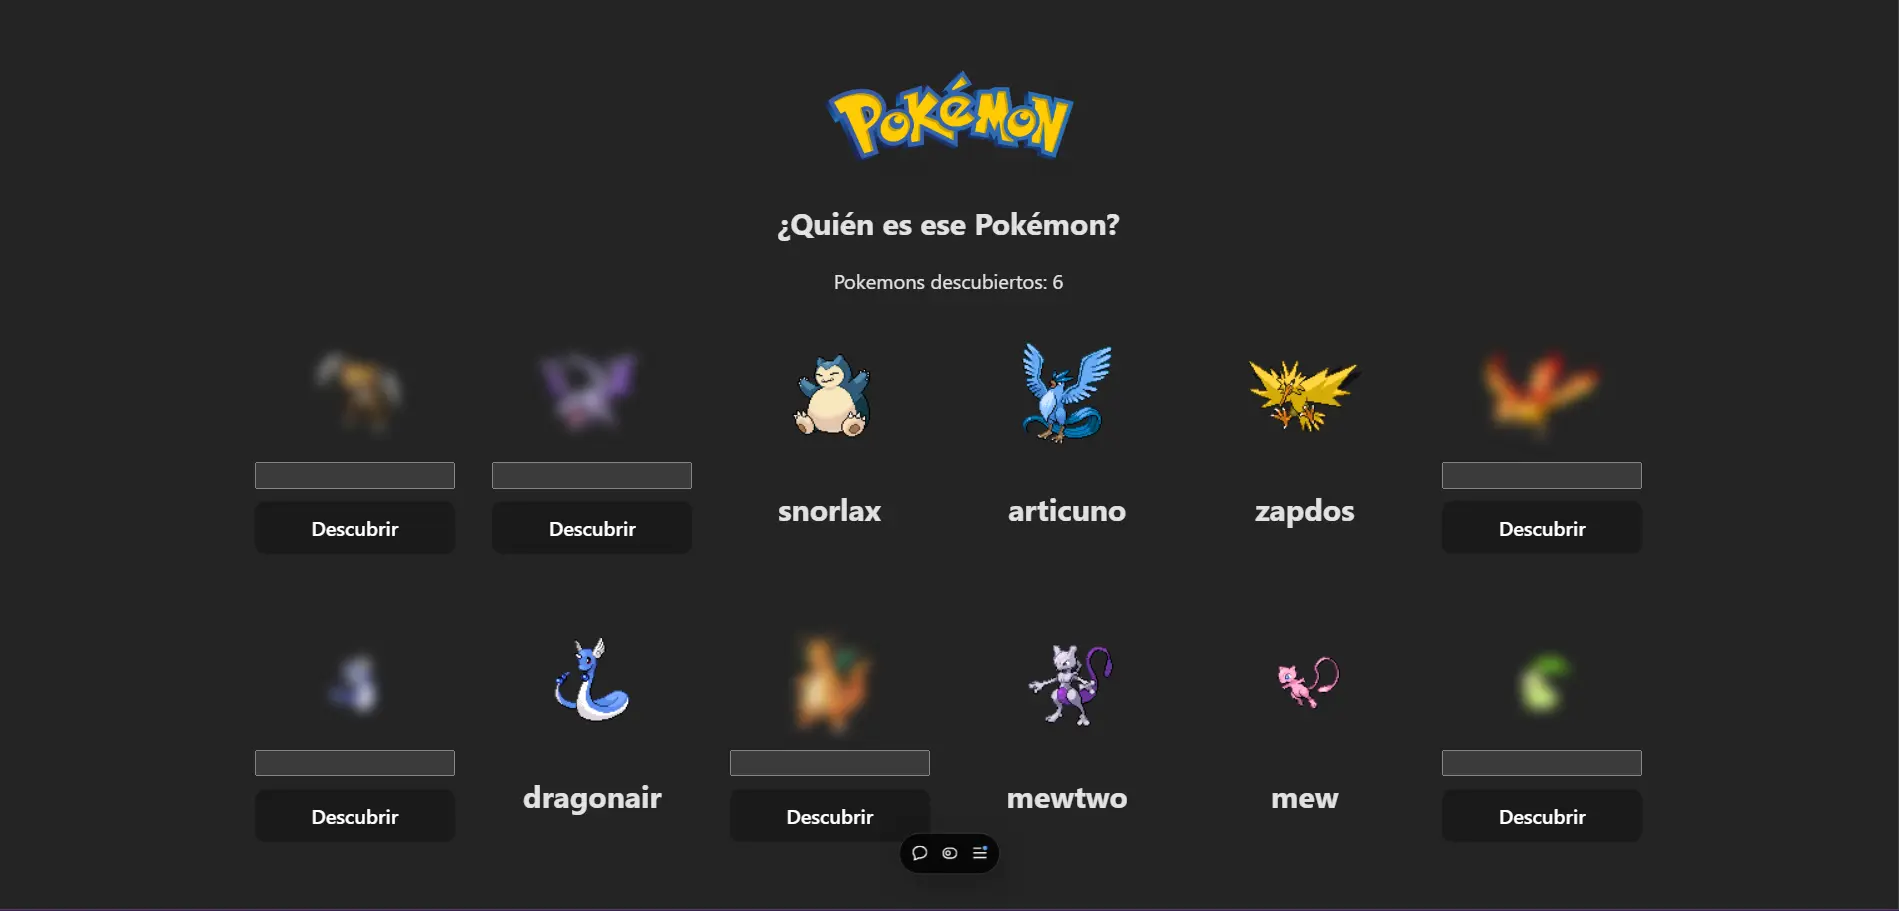 Pokémon
¿Quién es ese Pokémon?
Pokemons descubiertos: 6
snorlax
articuno
zapdos
Descubrir
Descubrir
Descubrir
dragonair
mewtwo
mew
Descubrir
Descubrir
Descubrir